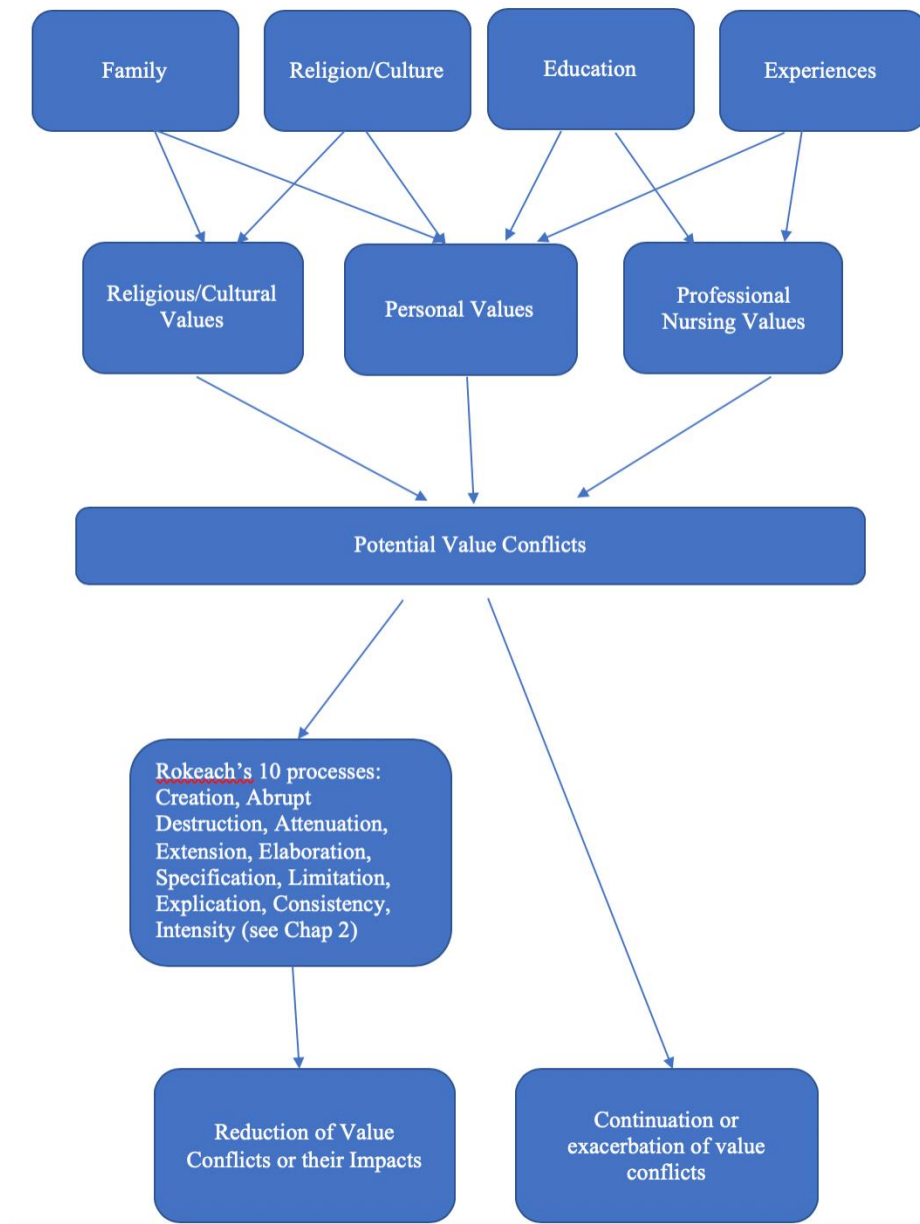 Family
Religion/Culture
Education
Experiences
Religious/Cultural
Values
Personal Values
Professional
Nursing Values
Potential Value Conflicts
Rokeach’s 10 processes:
Creation, Abrupt
Destruction, Attenuation,
Extension, Elaboration,
Specification, Limitation,
Explication, Consistency,
Intensity (see Chap 2)
Reduction of Value
Conflicts or their Impacts
Continuation or
exacerbation of value
conflicts